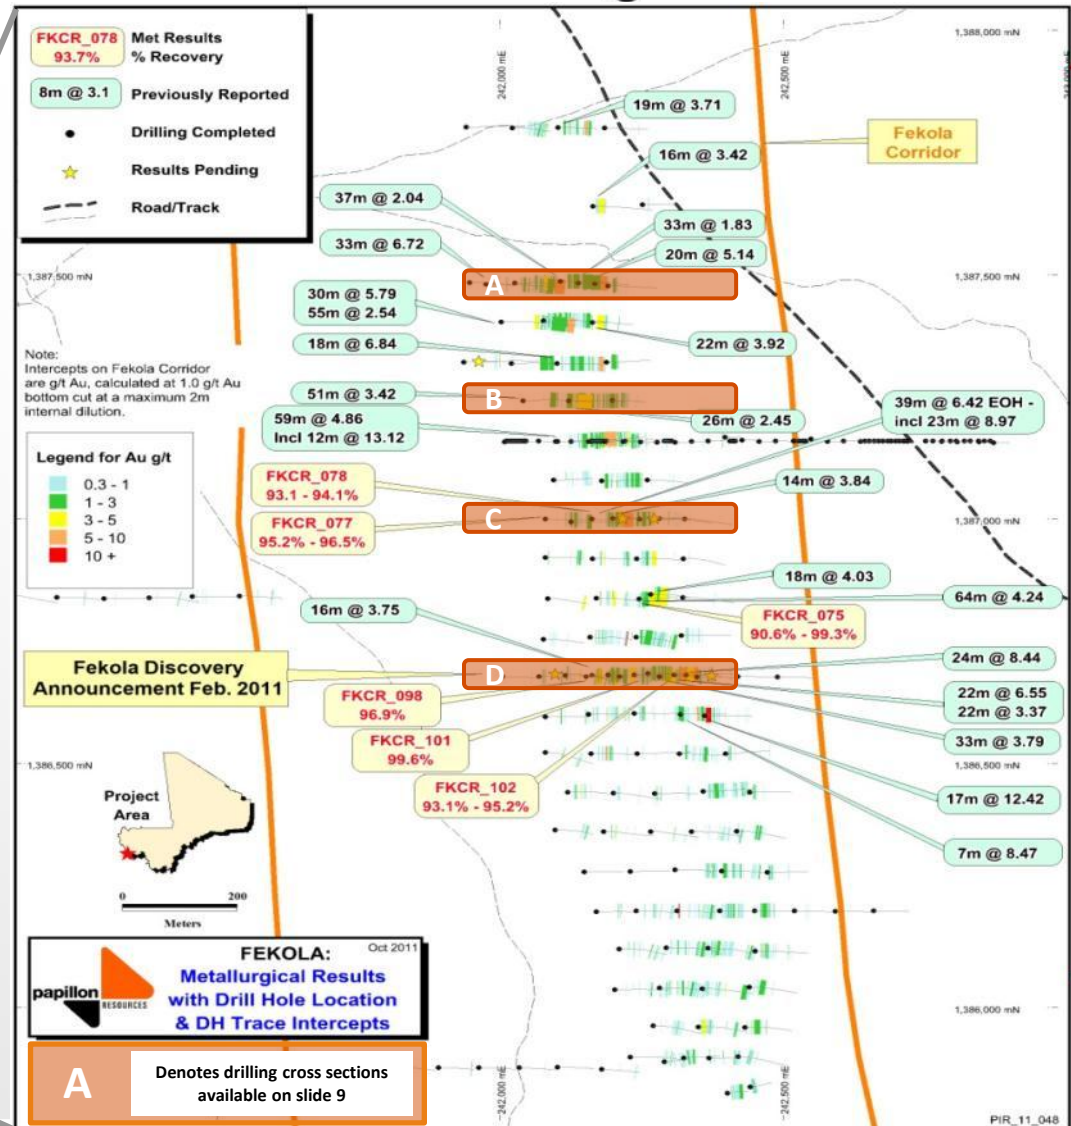 FKCR_078
93.7%
Met Results
% Recovery
8m @ 3.1
Previously Reported
Drilling Completed
Results Pending
Road/Track
242,000 mE
242,500 mE
1,388,000 mN
Fekola
Corridor
19m @ 3.71
16m @ 3.42
37m @ 2.04
33m @ 1.83
33m @ 6.72
20m @ 5.14
1,387,500 mN
1,387,500 mN
A
30m @ 5.79
55m @ 2.54
22m @ 3.92
18m @ 6.84
Note:
Intercepts on Fekola Corridor
are g/t Au, calculated at 1.0 g/t Au
bottom cut at a maximum 2m
internal dilution.
51m @ 3.42
B
39m @ 6.42 EOH -
incl 23m @ 8.97
59m @ 4.86
Incl 12m @ 13.12
26m @ 2.45
Legend for Au g/t
0.3 - 1
1 - 3
3 - 5
5 - 10
10 +
FKCR_078
93.1 - 94.1%
14m @ 3.84
C
FKCR_077
95.2% - 96.5%
1,387,000 mN
18m @ 4.03
16m @ 3.75
64m @ 4.24
FKCR_075
90.6% - 99.3%
Fekola Discovery
Announcement Feb. 2011
D
24m @ 8.44
FKCR_098
96.9%
22m @ 6.55
22m @ 3.37
FKCR_101
99.6%
33m @ 3.79
1,386,500 mN
1,386,500 mN
FKCR_102
93.1% - 95.2%
17m @ 12.42
Project
Area
7m @ 8.47
0 200
Meters
papillon
RESOURCES
Oct 2011
FEKOLA:
Metallurgical Results
with Drill Hole Location
& DH Trace Intercepts
1,386,000 mN
A
Denotes drilling cross sections
available on slide 9
242,000 mE
242,500 mE
PIR_11_048